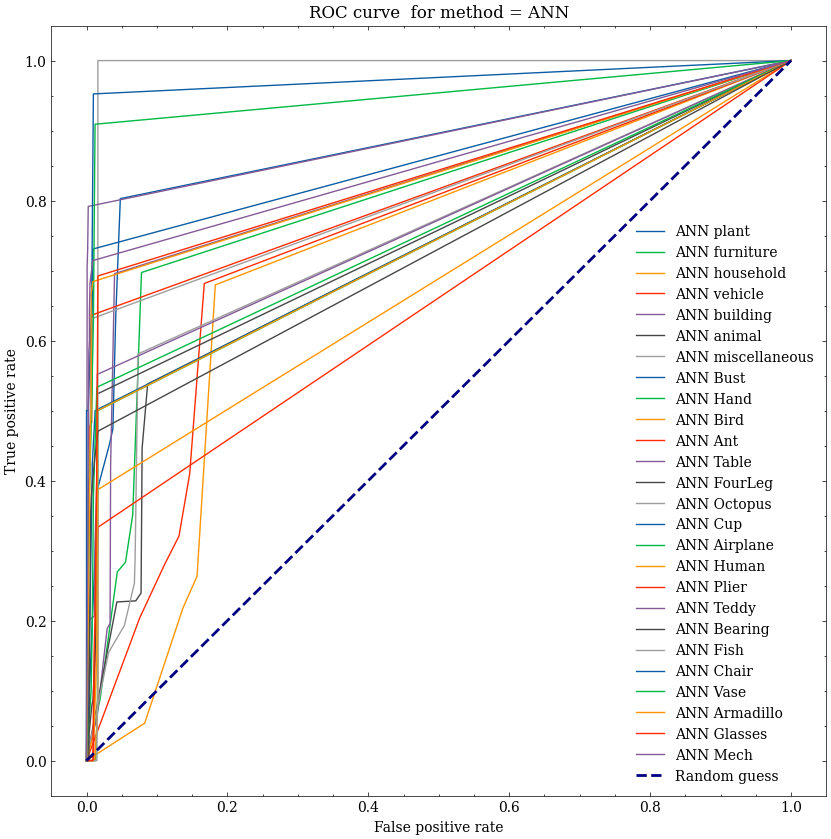 ROC curve  for method = ANN
True positive rate
1.0
0.8
0.6
0.4
0.2
0.0
ANN plant
ANN furniture
ANN household
ANN vehicle
ANN building
ANN animal
ANN miscellaneous
ANN Bust
ANN Hand
ANN Bird
ANN Ant
ANN Table
ANN FourLeg
ANN Octopus
ANN Cup
ANN Airplane
ANN Human
ANN Plier
ANN Teddy
ANN Bearing
ANN Fish
ANN Chair
ANN Vase
ANN Armadillo
ANN Glasses
ANN Mech
Random guess
0.0 0.2 0.4 0.6 0.8 1.0
False positive rate